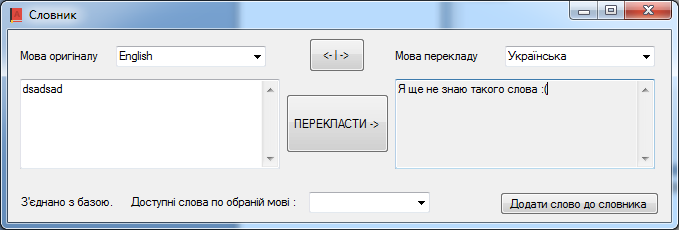 Словник
Мова оригіналу English <-|-> Мова перекладу Українська
dsadsad
Я ще не знаю такого слова :(
ПЕРЕКЛАСТИ ->
З'єднано з базою. Доступні слова по обраній мові : Додати слово до словника